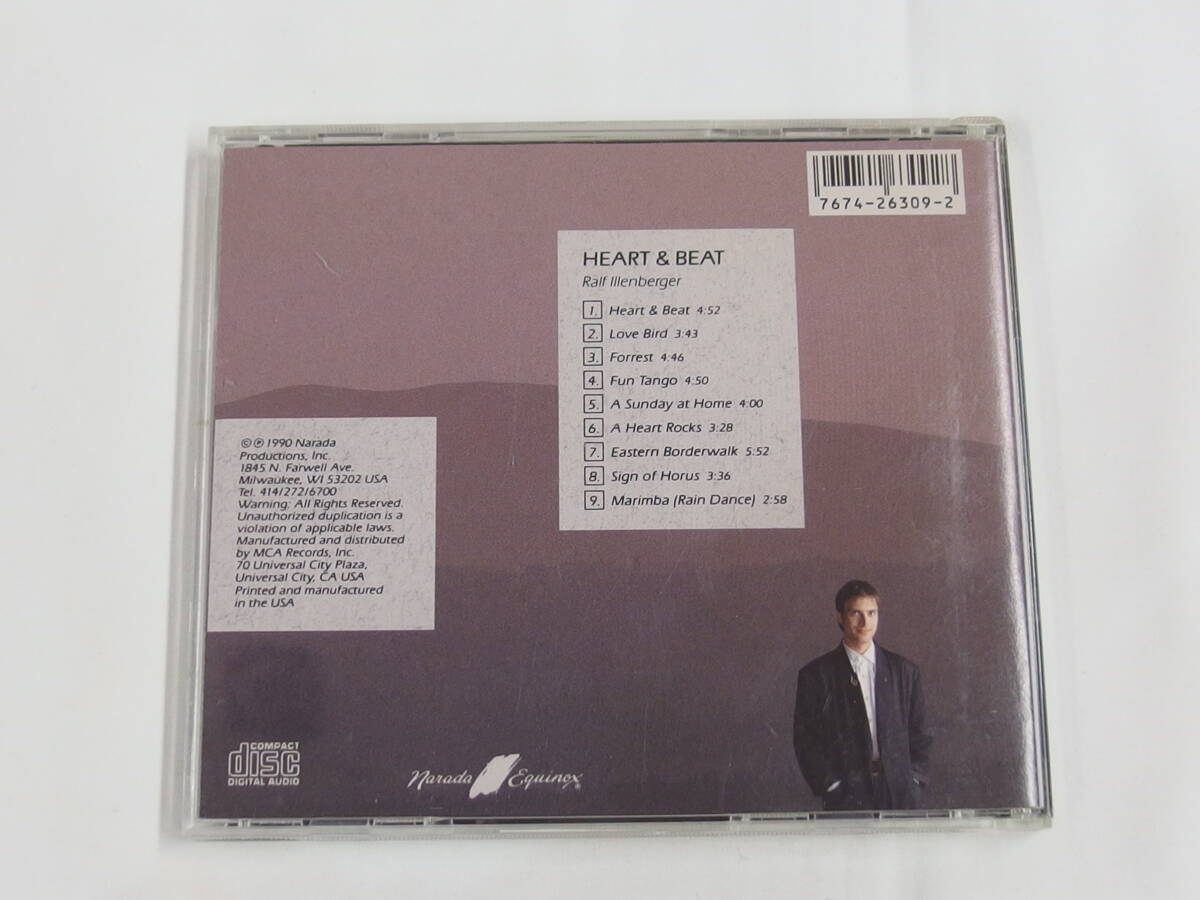 7674-26309-2
HEART & BEAT
Ralf Illenberger
1. Heart & Beat 4:52
2. Love Bird 3:43
3. Forrest 4:46
4. Fun Tango 4:50
5. A Sunday at Home 4:00
6. A Heart Rocks 3:28
7. Eastern Borderwalk 5:52
8. Sign of Horus 3:36
9. Marimba (Rain Dance) 2:58
©℗ 1990 Narada
Productions, Inc.
1845 N. Farwell Ave.
Milwaukee, WI 53202 USA
Tel. 414/272/6700
Warning: All Rights Reserved.
Unauthorized duplication is a
violation of applicable laws.
Manufactured and distributed
by MCA Records, Inc.
70 Universal City Plaza,
Universal City, CA USA
Printed and manufactured
in the USA
COMPACT
disc
DIGITAL AUDIO
Narada Equinox